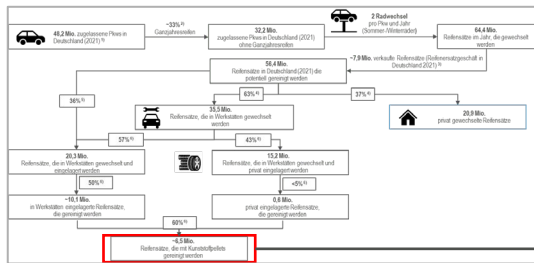 48,2 Mio.
zugelassene Pkws in
Deutschland (2021)
~33%
Ganzjahresreifen
32,2 Mio.
zugelassene Pkws in Deutschland (2021)
ohne Ganzjahresreifen
2 Radwechsel
pro Pkw und Jahr
(Sommer-/Winterräder)
64,4 Mio.
Reifensätze im Jahr, die gewechselt
werden
~7,9 Mio. verkaufte Reifensätze (Reifenersatzgeschäft in
Deutschland 2021)
56,4 Mio.
Reifensätze in Deutschland (2021) die
potentiell gereinigt werden
36%
63%
37%
35,5 Mio.
Reifensätze, die in Werkstätten gewechselt
werden
20,9 Mio.
privat gewechselte Reifensätze
57%
43%
20,3 Mio.
Reifensätze, die in Werkstätten gewechselt und
eingelagert werden
15,2 Mio.
Reifensätze, die in Werkstätten gewechselt und
privat eingelagert werden
50%
<5%
~10,1 Mio.
in Werkstätten eingelagerte Reifensätze,
die gereinigt werden
0,8 Mio.
privat eingelagerte Reifensätze,
die gereinigt werden
60%
~6,5 Mio.
Reifensätze, die mit Kunststoffpellets
gereinigt werden